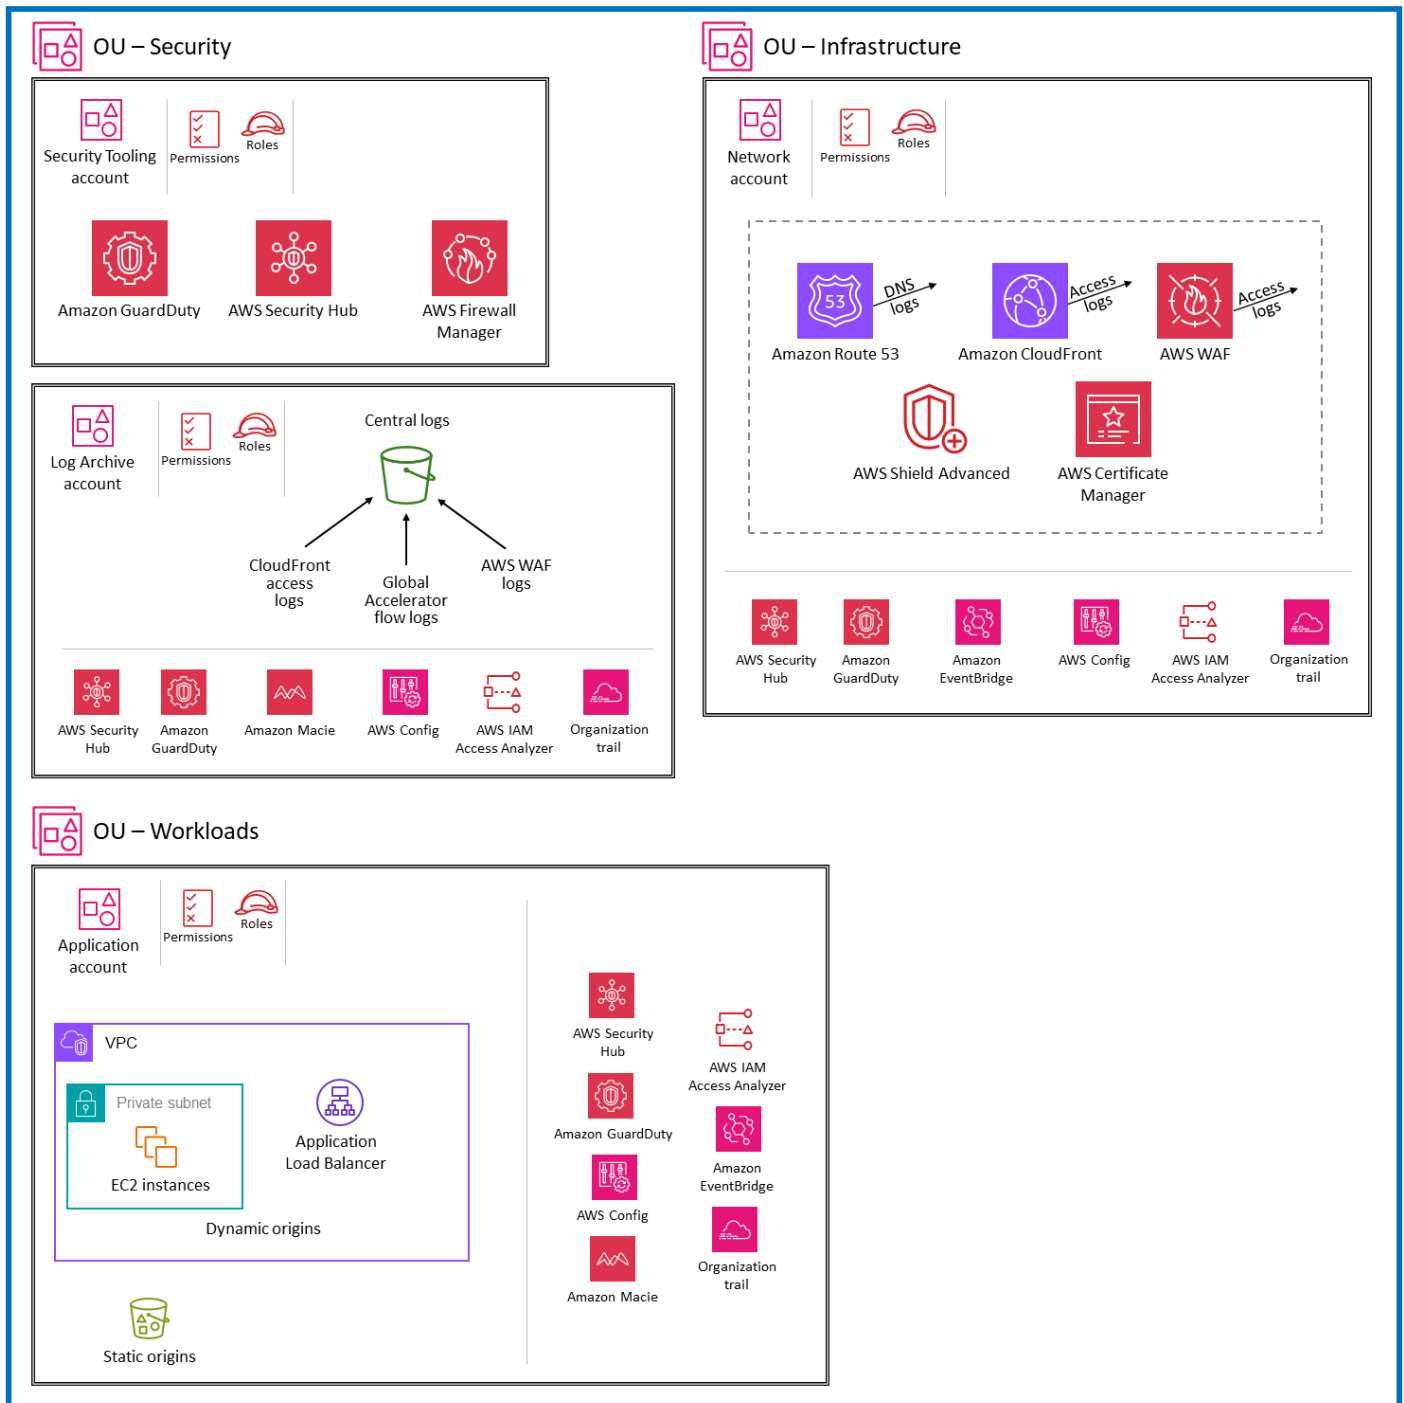 OU – Security
Security Tooling
account
Permissions
Roles
Amazon GuardDuty
AWS Security Hub
AWS Firewall
Manager
Log Archive
account
Permissions
Roles
Central logs
CloudFront
access
logs
Global
Accelerator
flow logs
AWS WAF
logs
AWS Security
Hub
Amazon
GuardDuty
Amazon Macie
AWS Config
AWS IAM
Access Analyzer
Organization
trail
OU – Infrastructure
Network
account
Permissions
Roles
53
DNS
logs
Access
logs
Access
logs
Amazon Route 53
Amazon CloudFront
AWS WAF
AWS Shield Advanced
AWS Certificate
Manager
AWS Security
Hub
Amazon
GuardDuty
Amazon
EventBridge
AWS Config
AWS IAM
Access Analyzer
Organization
trail
OU – Workloads
Application
account
Permissions
Roles
VPC
Private subnet
EC2 instances
Application
Load Balancer
Dynamic origins
Static origins
AWS Security
Hub
Amazon GuardDuty
AWS Config
Amazon Macie
AWS IAM
Access Analyzer
Amazon
EventBridge
Organization
trail